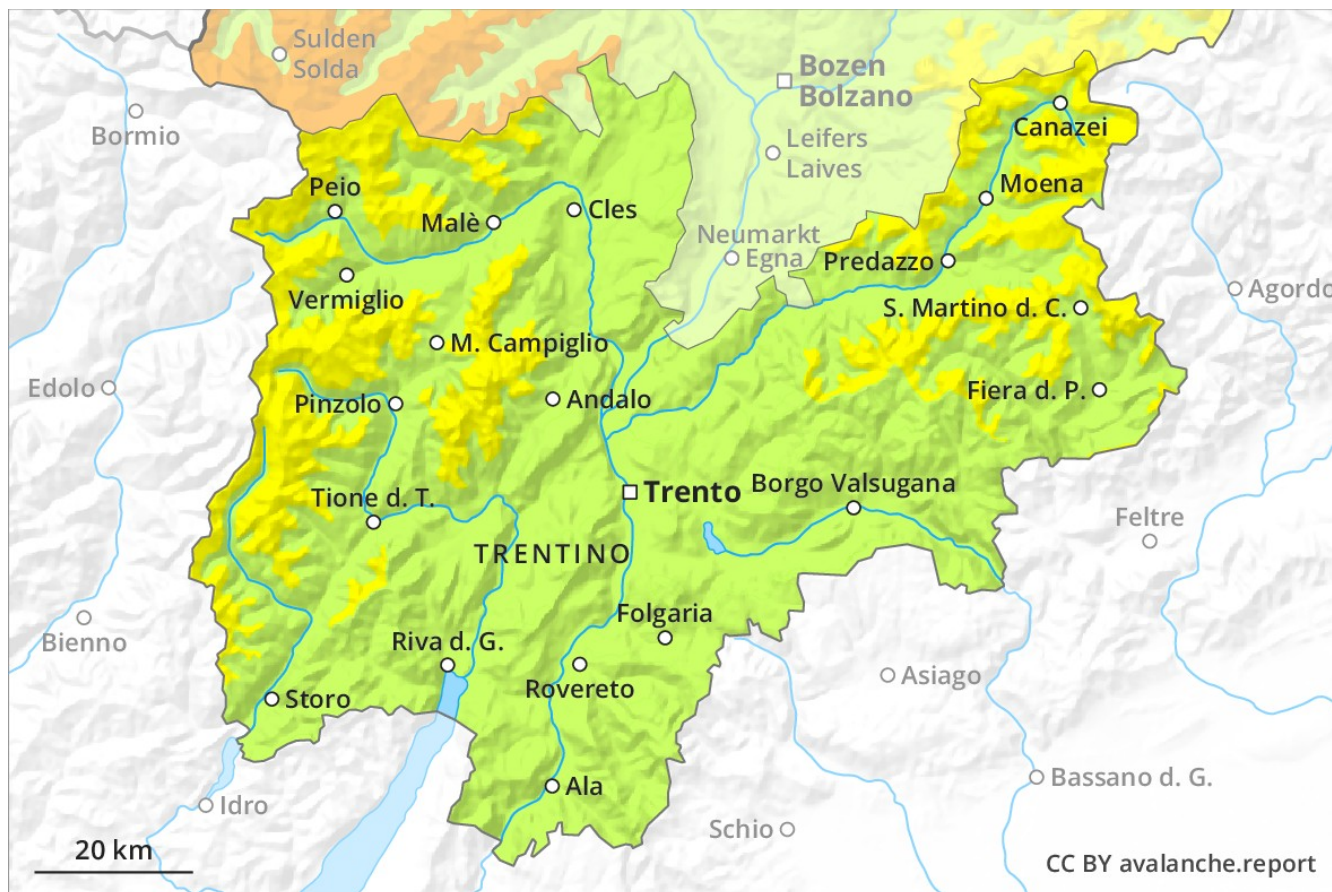 Sulden
Solda
Bozen
Bolzano
Bormio
Canazei
Leifers
Laives
Peio
Moena
Malè
Cles
Neumarkt
Egna
Predazzo
Vermiglio
Agordo
S. Martino d. C.
M. Campiglio
Edolo
Fiera d. P.
Pinzolo
Andalo
Trento
Borgo Valsugana
Tione d. T.
Feltre
TRENTINO
Folgaria
Bienno
Riva d. G.
Asiago
Rovereto
Storo
Bassano d. G.
Ala
Idro
Schio
20 km
CC BY avalanche.report